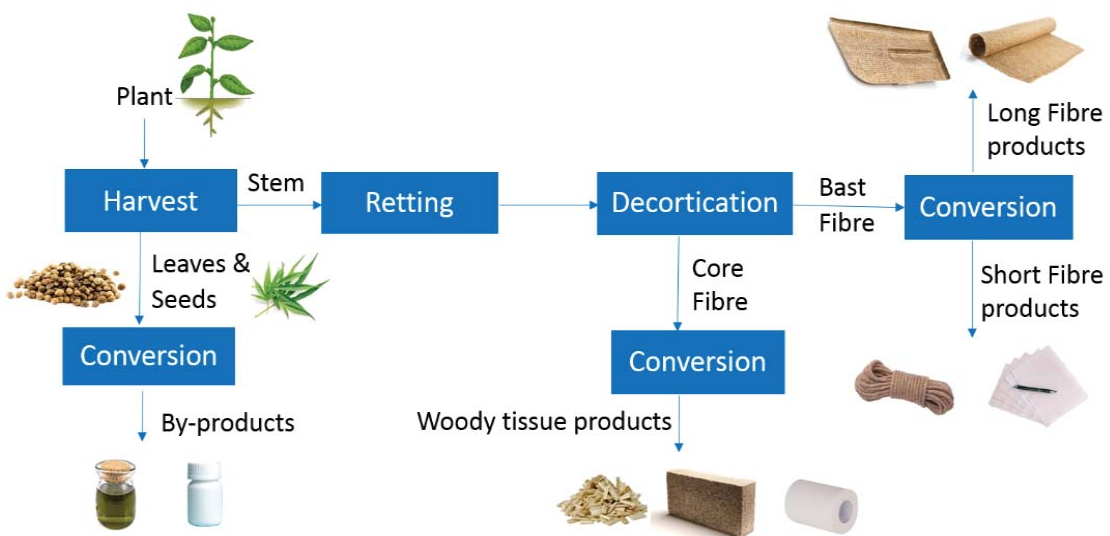 Plant
Harvest
Stem
Retting
Decortication
Bast
Fibre
Conversion
Long Fibre
products
Short Fibre
products
Leaves &
Seeds
Conversion
By-products
Core
Fibre
Conversion
Woody tissue products